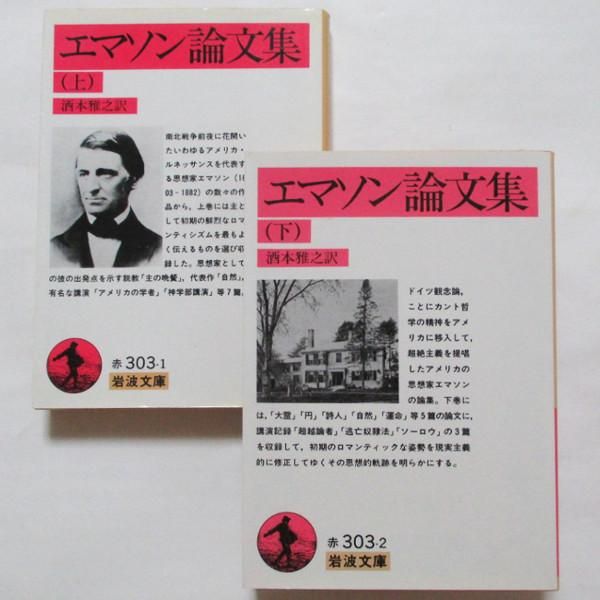 エマソン論文集
(上)
酒本雅之訳
南北戦争前夜に花開い
たいわゆるアメリカ・
ルネッサンスを代表す
る思想家エマソン(18
03-1882)の数々の作
品から,上巻には主と
して初期の鮮烈なロマ
ンティシズムを最もよ
く伝えるものを選び収
録した。思想家として
の彼の出発点を示す説教「主の晩餐」,代表作「自然」,
有名な講演「アメリカの学者」「神学部講演」等7篇.
赤 303-1
岩波文庫
エマソン論文集
(下)
酒本雅之訳
ドイツ観念論,
ことにカント哲
学の精神をアメ
リカに移入して,
超絶主義を提唱
したアメリカの
思想家エマソン
の論集。下巻に
は,「大霊」「円」「詩人」「自然」「運命」等5篇の論文に,
講演記録「超越論者」「逃亡奴隷法」「ソーロウ」の3篇
を収録して,初期のロマンティックな姿勢を現実主義
的に修正してゆくその思想的軌跡を明らかにする。
赤 303-2
岩波文庫